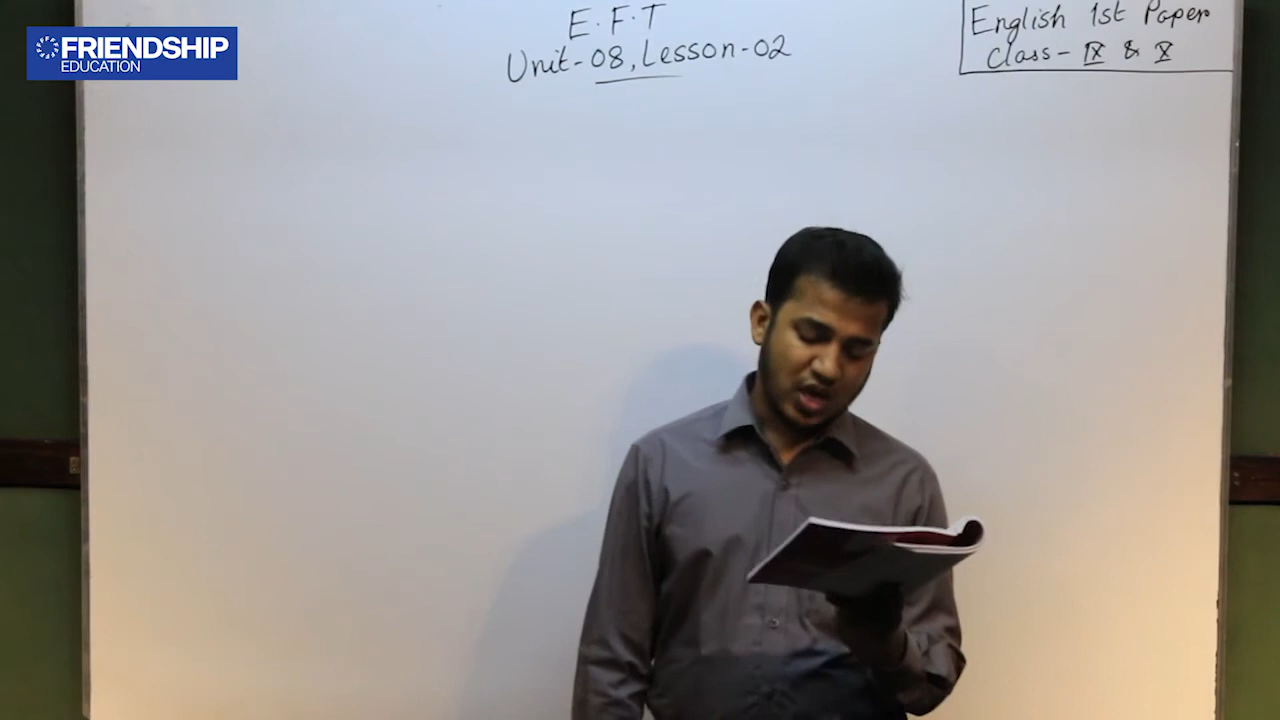 FRIENDSHIP
EDUCATION
E.F.T
Unit-08, Lesson-02
English 1st Paper
Class- IX & X